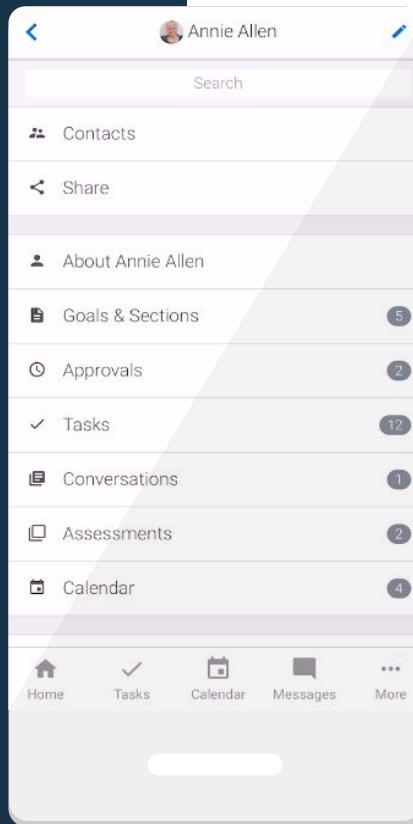 Annie Allen
Search
Contacts
Share
About Annie Allen
Goals & Sections 5
Approvals 2
Tasks 12
Conversations 1
Assessments 2
Calendar 4
Home Tasks Calendar Messages More